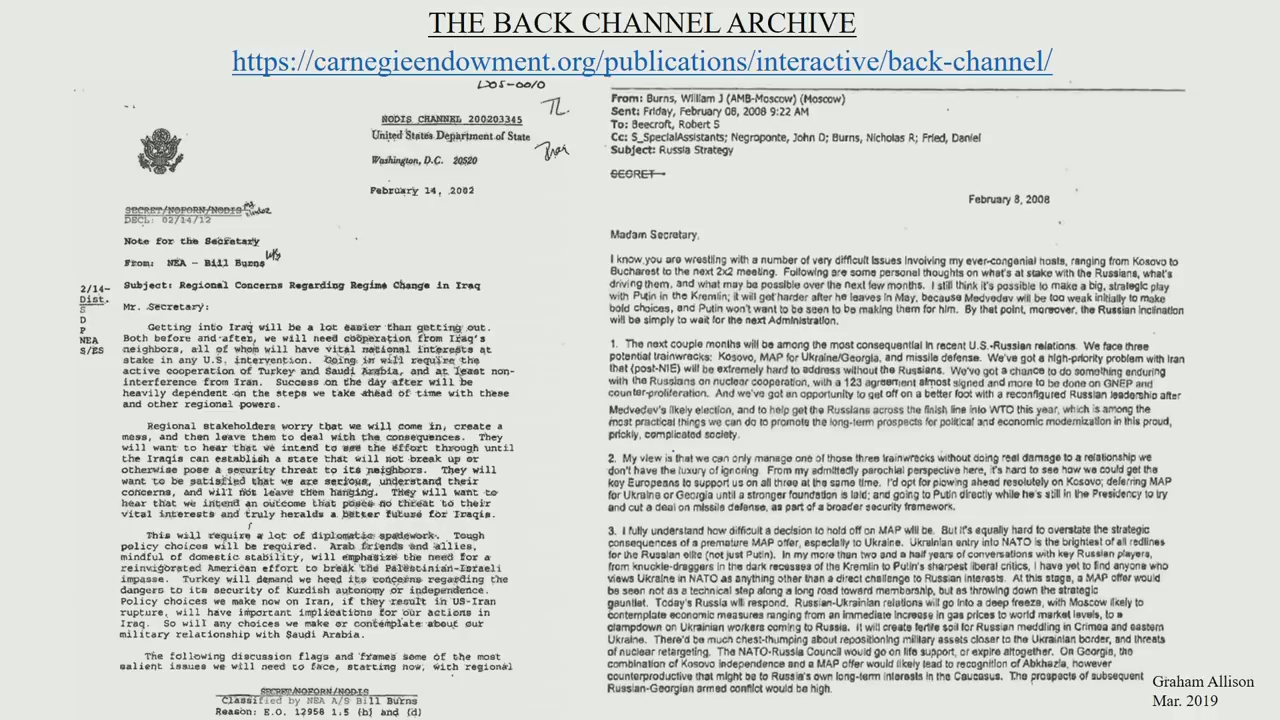 THE BACK CHANNEL ARCHIVE
https://carnegieendowment.org/publications/interactive/back-channel/
NODIS CHANNEL 200203345
United States Department of State
Washington, D.C. 20520
February 14, 2002
SECRET/NOFORN/NODIS
DECL: 02/14/12
Note for the Secretary
From: NEA - Bill Burns
2/14-
Dist.
S
D
P
NEA
S/ES
Subject: Regional Concerns Regarding Regime Change in Iraq
Mr. Secretary:
Getting into Iraq will be a lot easier than getting out.
Both before and after, we will need cooperation from Iraq's
neighbors, all of whom will have vital national interests at
stake in any U.S. intervention. Going in will require the
active cooperation of Turkey and Saudi Arabia, and at least non-
interference from Iran. Success on the day after will be
heavily dependent on the steps we take ahead of time with these
and other regional powers.
Regional stakeholders worry that we will come in, create a
mess, and then leave them to deal with the consequences. They
will want to hear that we intend to see the effort through until
the Iraqis can establish a state that will not break up or
otherwise pose a security threat to its neighbors. They will
want to be satisfied that we are serious, understand their
concerns, and will not leave them hanging. They will want to
hear that we intend an outcome that poses no threat to their
vital interests and truly heralds a better future for Iraqis.
This will require a lot of diplomatic spadework. Tough
policy choices will be required. Arab friends and allies,
mindful of domestic stability, will emphasize the need for a
reinvigorated American effort to break the Palestinian-Israeli
impasse. Turkey will demand we heed its concerns regarding the
dangers to its security of Kurdish autonomy or independence.
Policy choices we make now on Iran, if they result in US-Iran
rupture, will have important implications for our actions in
Iraq. So will any choices we make or contemplate about our
military relationship with Saudi Arabia.
The following discussion flags and frames some of the most
salient issues we will need to face, starting now, with regional
SECRET/NOFORN/NODIS
Classified by NEA A/S Bill Burns
Reason: E.O. 12958 1.5 (b) and (d)
From: Burns, William J (AMB-Moscow) (Moscow)
Sent: Friday, February 08, 2008 9:22 AM
To: Beecroft, Robert S
Cc: S_SpecialAssistants; Negroponte, John D; Burns, Nicholas R; Fried, Daniel
Subject: Russia Strategy
SECRET
February 8, 2008
Madam Secretary,
I know you are wrestling with a number of very difficult issues involving my ever-congenial hosts, ranging from Kosovo to
Bucharest to the next 2x2 meeting. Following are some personal thoughts on what's at stake with the Russians, what's
driving them, and what may be possible over the next few months. I still think it's possible to make a big, strategic play
with Putin in the Kremlin; it will get harder after he leaves in May, because Medvedev will be too weak initially to make
bold choices, and Putin won't want to be seen to be making them for him. By that point, moreover, the Russian inclination
will be simply to wait for the next Administration.
1. The next couple months will be among the most consequential in recent U.S.-Russian relations. We face three
potential trainwrecks: Kosovo, MAP for Ukraine/Georgia, and missile defense. We've got a high-priority problem with Iran
that (post-NIE) will be extremely hard to address without the Russians. We've got a chance to do something enduring
with the Russians on nuclear cooperation, with a 123 agreement almost signed and more to be done on GNEP and
counter-proliferation. And we've got an opportunity to get off on a better foot with a reconfigured Russian leadership after
Medvedev's likely election, and to help get the Russians across the finish line into WTO this year, which is among the
most practical things we can do to promote the long-term prospects for political and economic modernization in this proud,
prickly, complicated society.
2. My view is that we can only manage one of those three trainwrecks without doing real damage to a relationship we
don't have the luxury of ignoring. From my admittedly parochial perspective here, it's hard to see how we could get the
key Europeans to support us on all three at the same time. I'd opt for plowing ahead resolutely on Kosovo; deferring MAP
for Ukraine or Georgia until a stronger foundation is laid; and going to Putin directly while he's still in the Presidency to try
and cut a deal on missile defense, as part of a broader security framework.
3. I fully understand how difficult a decision to hold off on MAP will be. But it's equally hard to overstate the strategic
consequences of a premature MAP offer, especially to Ukraine. Ukrainian entry into NATO is the brightest of all redlines
for the Russian elite (not just Putin). In my more than two and a half years of conversations with key Russian players,
from knuckle-draggers in the dark recesses of the Kremlin to Putin's sharpest liberal critics, I have yet to find anyone who
views Ukraine in NATO as anything other than a direct challenge to Russian interests. At this stage, a MAP offer would
be seen not as a technical step along a long road toward membership, but as throwing down the strategic
gauntlet. Today's Russia will respond. Russian-Ukrainian relations will go into a deep freeze, with Moscow likely to
contemplate economic measures ranging from an immediate increase in gas prices to world market levels, to a
clampdown on Ukrainian workers coming to Russia. It will create fertile soil for Russian meddling in Crimea and eastern
Ukraine. There'd be much chest-thumping about repositioning military assets closer to the Ukrainian border, and threats
of nuclear retargeting. The NATO-Russia Council would go on life support, or expire altogether. On Georgia, the
combination of Kosovo independence and a MAP offer would likely lead to recognition of Abkhazia, however
counterproductive that might be to Russia's own long-term interests in the Caucasus. The prospects of subsequent
Russian-Georgian armed conflict would be high.
Graham Allison
Mar. 2019